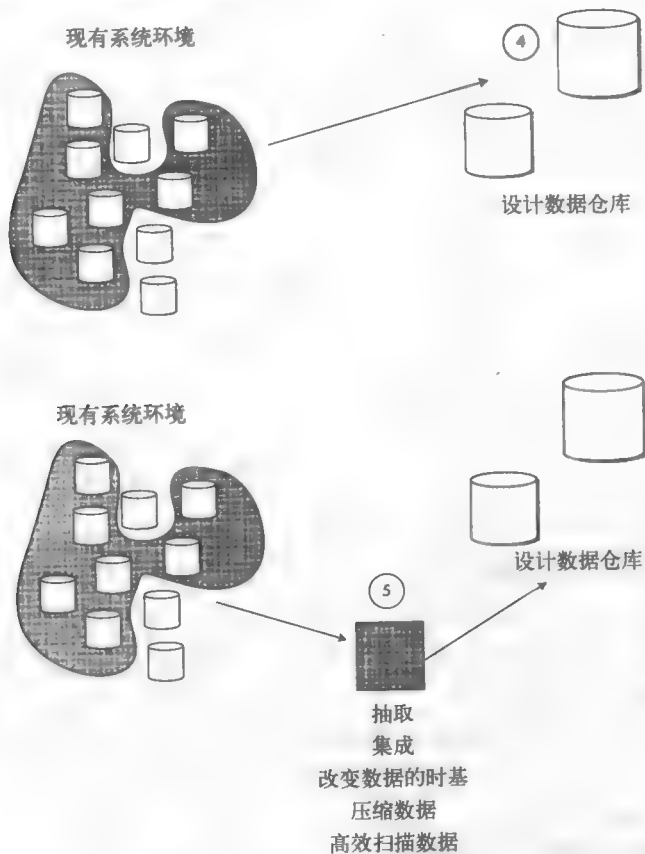 现有系统环境
④
设计数据仓库
现有系统环境
设计数据仓库
⑤
抽取
集成
改变数据的时基
压缩数据
高效扫描数据